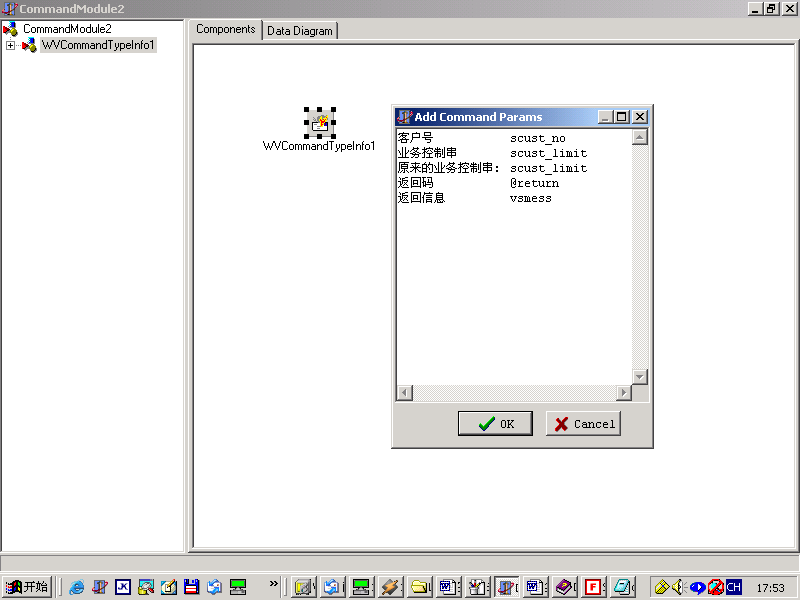 CommandModule2
CommandModule2
WVCommandTypeInfo1
Components
Data Diagram
WVCommandTypeInfo1
Add Command Params
客户号 scust_no
业务控制串 scust_limit
原来的业务控制串: scust_limit
返回码 @return
返回信息 vsmess
OK
Cancel
开始
JK
»
CH
17:53